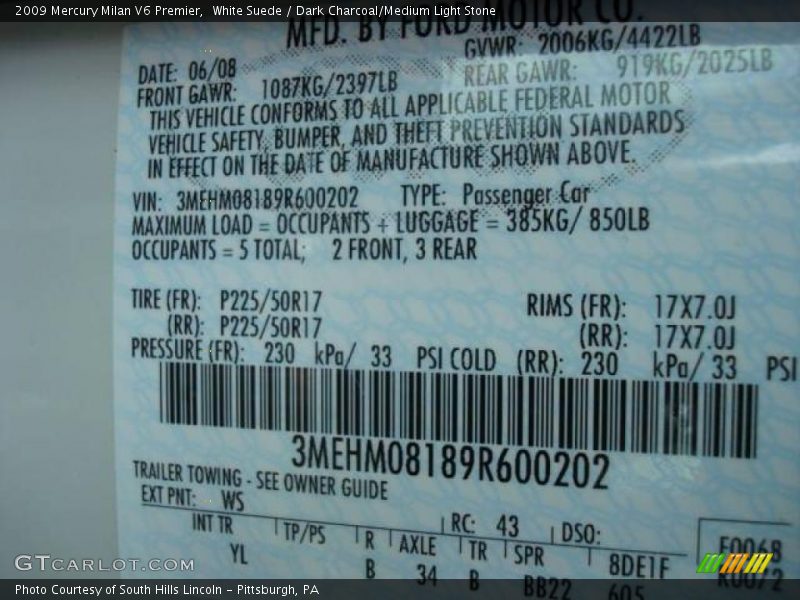 2009 Mercury Milan V6 Premier, White Suede / Dark Charcoal/Medium Light Stone
MFD. BY FORD MOTOR CO.
DATE: 06/08 GVWR: 2006KG/4422LB
FRONT GAWR: 1087KG/2397LB REAR GAWR: 919KG/2025LB
THIS VEHICLE CONFORMS TO ALL APPLICABLE FEDERAL MOTOR
VEHICLE SAFETY, BUMPER, AND THEFT PREVENTION STANDARDS
IN EFFECT ON THE DATE OF MANUFACTURE SHOWN ABOVE.
VIN: 3MEHM08189R600202 TYPE: Passenger Car
MAXIMUM LOAD = OCCUPANTS + LUGGAGE = 385KG/ 850LB
OCCUPANTS = 5 TOTAL; 2 FRONT, 3 REAR
TIRE (FR): P225/50R17 RIMS (FR): 17X7.0J
(RR): P225/50R17 (RR): 17X7.0J
PRESSURE (FR): 230 kPa/ 33 PSI COLD (RR): 230 kPa/ 33 PSI
3MEHM08189R600202
TRAILER TOWING - SEE OWNER GUIDE
EXT PNT: WS RC: 43 DSO:
INT TR TP/PS R AXLE TR SPR
YL B 34 B BB22 8DE1F
605
GTCARLOT.COM
Photo Courtesy of South Hills Lincoln - Pittsburgh, PA